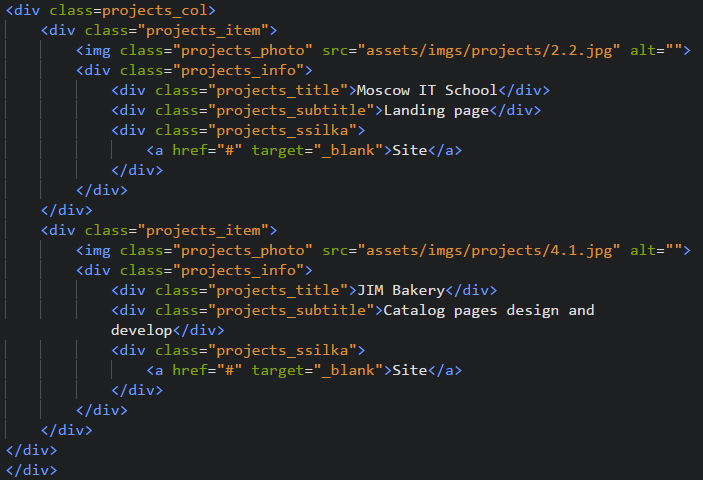 <div class=projects_col>
<div class="projects_item">
<img class="projects_photo" src="assets/imgs/projects/2.2.jpg" alt="">
<div class="projects_info">
<div class="projects_title">Moscow IT School</div>
<div class="projects_subtitle">Landing page</div>
<div class="projects_ssilka">
<a href="#" target="_blank">Site</a>
</div>
</div>
</div>
<div class="projects_item">
<img class="projects_photo" src="assets/imgs/projects/4.1.jpg" alt="">
<div class="projects_info">
<div class="projects_title">JIM Bakery</div>
<div class="projects_subtitle">Catalog pages design and
develop</div>
<div class="projects_ssilka">
<a href="#" target="_blank">Site</a>
</div>
</div>
</div>
</div>
</div>